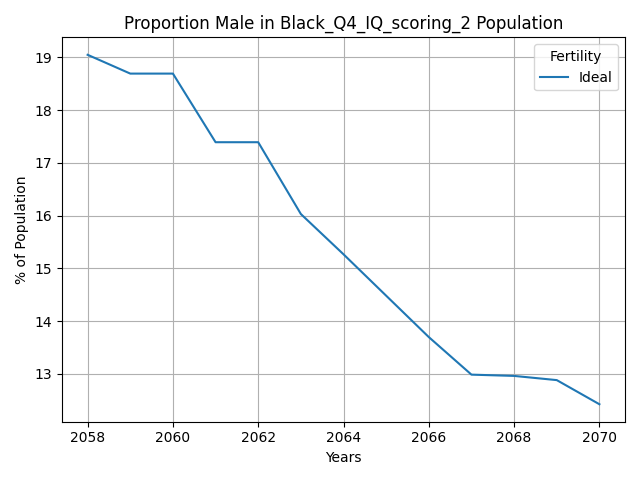 Proportion Male in Black_Q4_IQ_scoring_2 Population
Fertility
Ideal
19
18
17
16
15
14
13
% of Population
2058 2060 2062 2064 2066 2068 2070
Years